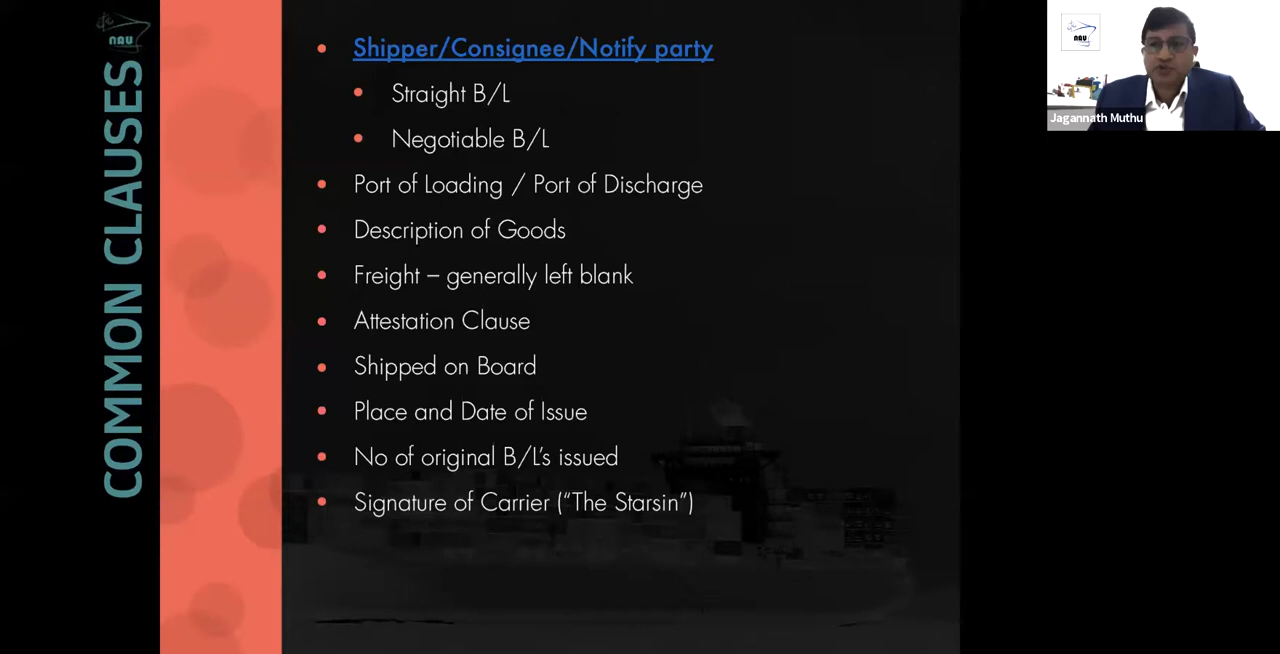 nau
COMMON CLAUSES
• Shipper/Consignee/Notify party
• Straight B/L
• Negotiable B/L
• Port of Loading / Port of Discharge
• Description of Goods
• Freight – generally left blank
• Attestation Clause
• Shipped on Board
• Place and Date of Issue
• No of original B/L's issued
• Signature of Carrier (“The Starsin”)
nau
Jagannath Muthu